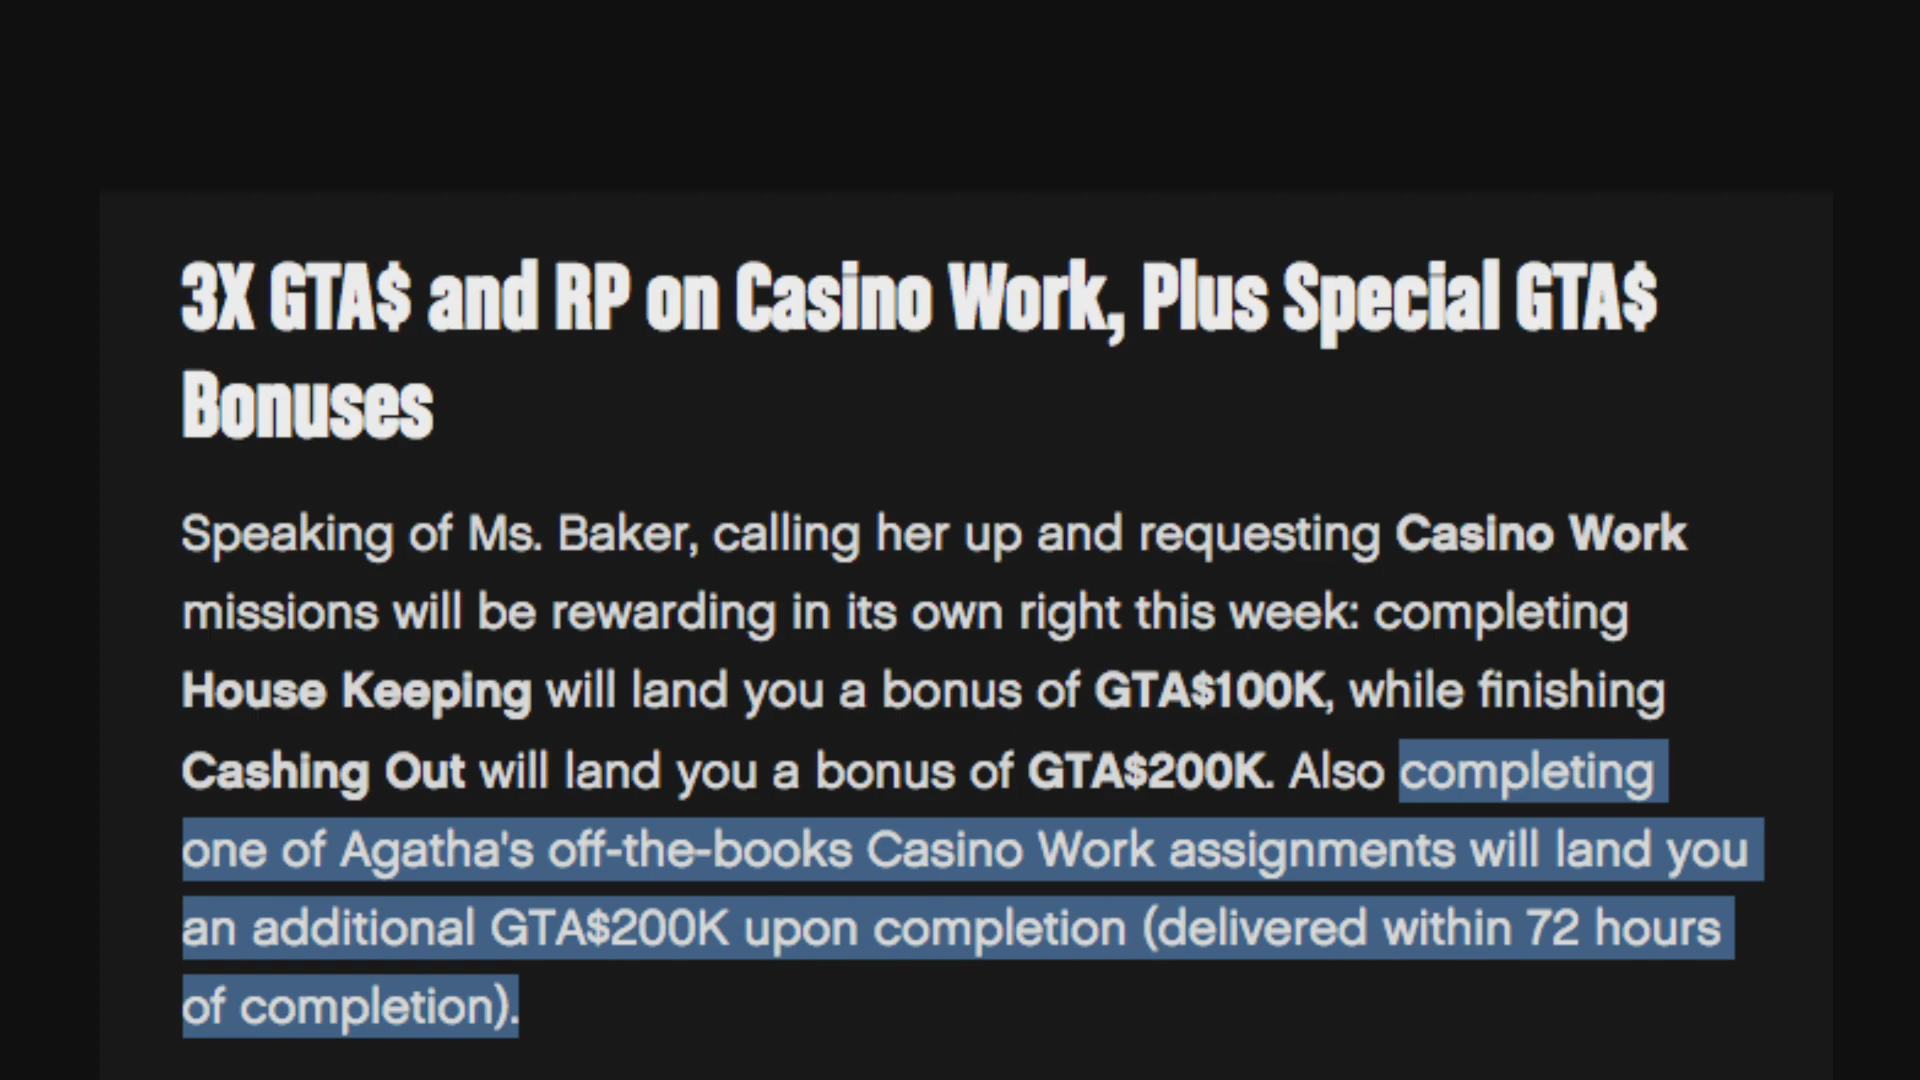 3X GTA$ and RP on Casino Work, Plus Special GTA$
Bonuses
Speaking of Ms. Baker, calling her up and requesting Casino Work
missions will be rewarding in its own right this week: completing
House Keeping will land you a bonus of GTA$100K, while finishing
Cashing Out will land you a bonus of GTA$200K. Also completing
one of Agatha's off-the-books Casino Work assignments will land you
an additional GTA$200K upon completion (delivered within 72 hours
of completion).